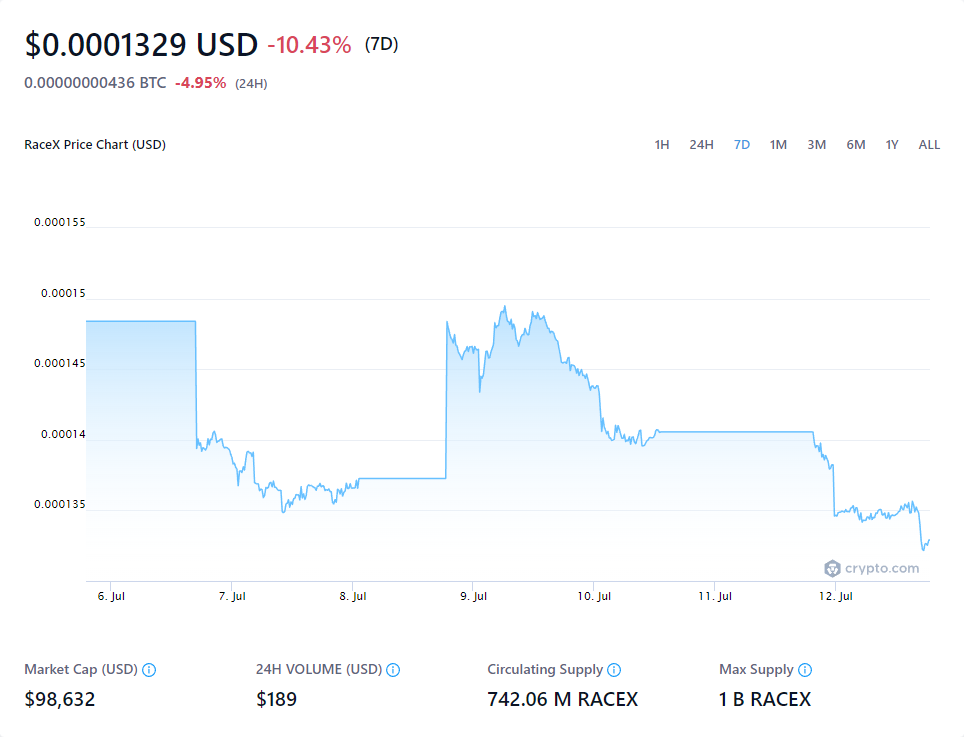 $0.0001329 USD -10.43% (7D)
0.00000000436 BTC -4.95% (24H)
RaceX Price Chart (USD) 1H 24H 7D 1M 3M 6M 1Y ALL
0.000155
0.00015
0.000145
0.00014
0.000135
crypto.com
6. Jul 7. Jul 8. Jul 9. Jul 10. Jul 11. Jul 12. Jul
Market Cap (USD) 24H VOLUME (USD) Circulating Supply Max Supply
$98,632 $189 742.06 M RACEX 1 B RACEX